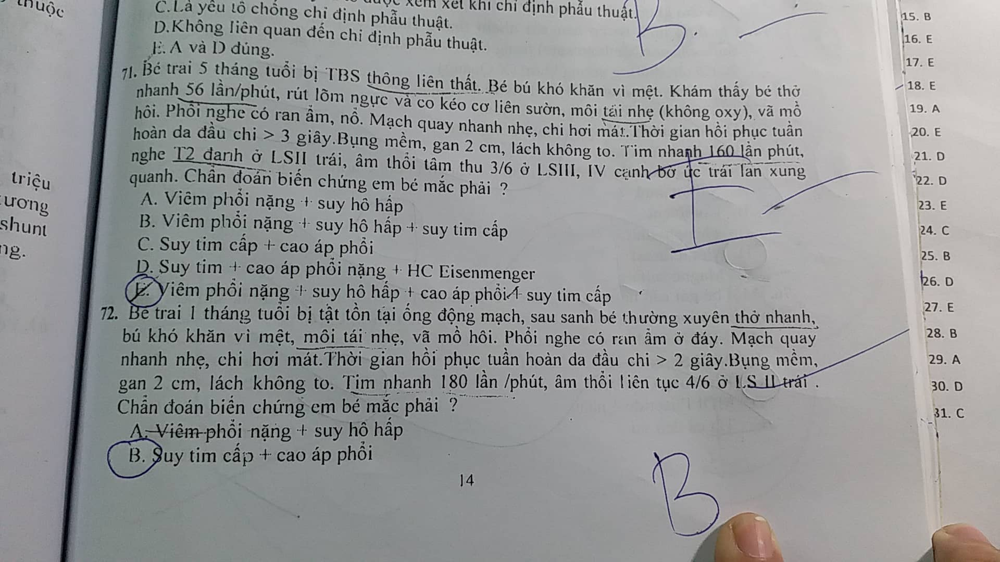 thuộc
triệu
ương
shunt
ng.
được xem xét khi chỉ định phẫu thuật.
C.Là yếu tố chống chỉ định phẫu thuật.
D.Không liên quan đến chỉ định phẫu thuật.
E. A và D đúng.
B.
71. Bé trai 5 tháng tuổi bị TBS thông liên thất. Bé bú khó khăn vì mệt. Khám thấy bé thở
nhanh 56 lần/phút, rút lõm ngực và co kéo cơ liên sườn, môi tái nhẹ (không oxy), vã mồ
hôi. Phổi nghe có ran ẩm, nổ. Mạch quay nhanh nhẹ, chi hơi mát.Thời gian hồi phục tuần
hoàn da đầu chi > 3 giây.Bụng mềm, gan 2 cm, lách không to. Tim nhanh 160 lần phút,
nghe T2 đanh ở LSII trái, âm thổi tâm thu 3/6 ở LSIII, IV cạnh bờ ức trái lan xung
quanh. Chẩn đoán biến chứng em bé mắc phải ?
A. Viêm phổi nặng + suy hô hấp
B. Viêm phổi nặng + suy hô hấp + suy tim cấp
C. Suy tim cấp + cao áp phổi
D. Suy tim + cao áp phổi nặng + HC Eisenmenger
E. Viêm phổi nặng + suy hô hấp + cao áp phổi + suy tim cấp
E
72. Bé trai 1 tháng tuổi bị tật tồn tại ống động mạch, sau sanh bé thường xuyên thở nhanh,
bú khó khăn vì mệt, môi tái nhẹ, vã mồ hôi. Phổi nghe có ran ẩm ở đáy. Mạch quay
nhanh nhẹ, chi hơi mát.Thời gian hồi phục tuần hoàn da đầu chi > 2 giây.Bụng mềm,
gan 2 cm, lách không to. Tim nhanh 180 lần /phút, âm thổi liên tục 4/6 ở LS II trái .
Chẩn đoán biến chứng em bé mắc phải ?
A. Viêm phổi nặng + suy hô hấp
B. Suy tim cấp + cao áp phổi
B
14
15. B
16. E
17. E
18. E
19. A
20. E
21. D
22. D
23. E
24. C
25. B
26. D
27. E
28. B
29. A
30. D
31. C